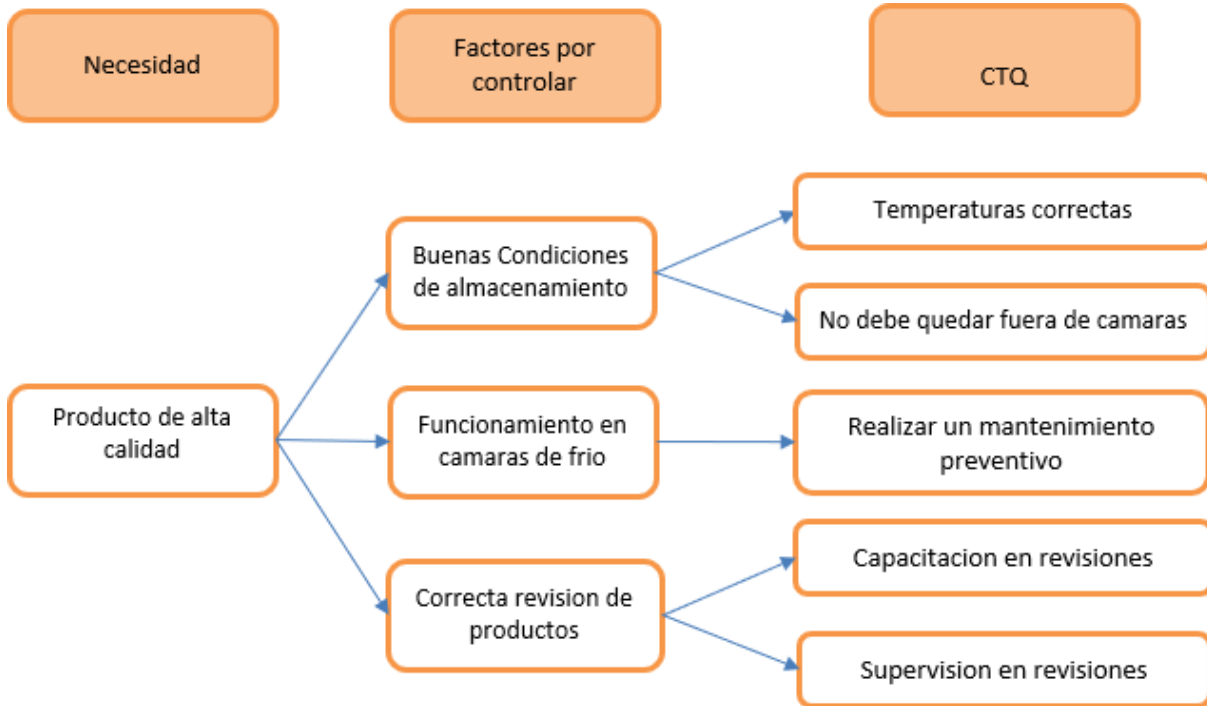 Necesidad
Factores por
controlar
CTQ
Producto de alta
calidad
Buenas Condiciones
de almacenamiento
Temperaturas correctas
No debe quedar fuera de camaras
Funcionamiento en
camaras de frio
Realizar un mantenimiento
preventivo
Correcta revision de
productos
Capacitacion en revisiones
Supervision en revisiones